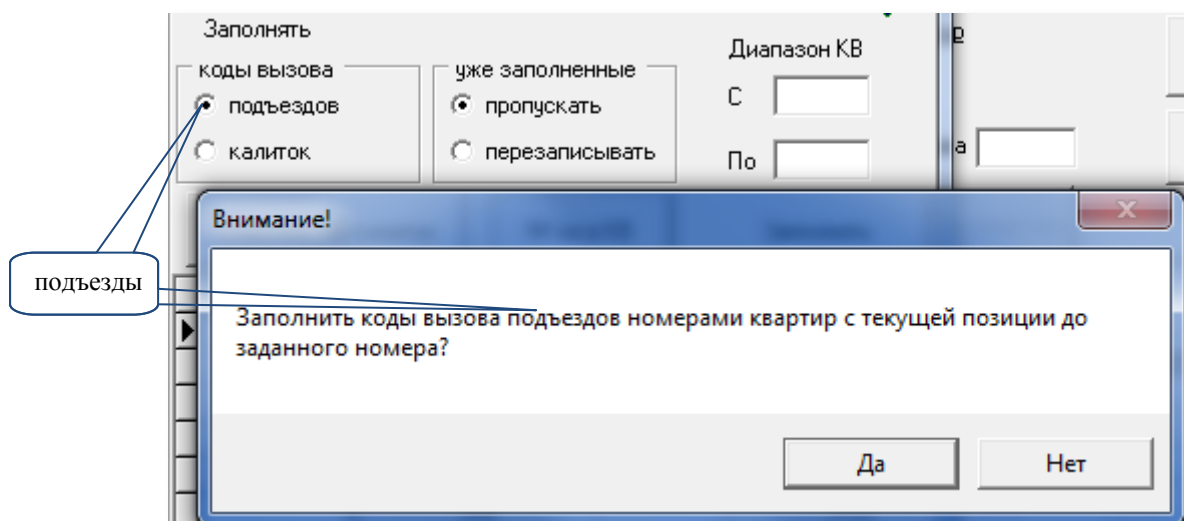 Заполнять
коды вызова
подъездов
калиток
уже заполненные
пропускать
перезаписывать
Диапазон КВ
С
По
а
Внимание!
подъезды
Заполнить коды вызова подъездов номерами квартир с текущей позиции до
заданного номера?
Да
Нет